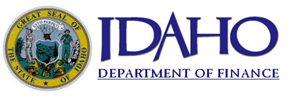 GREAT SEAL OF
THE STATE OF IDAHO
IDAHO
DEPARTMENT OF FINANCE